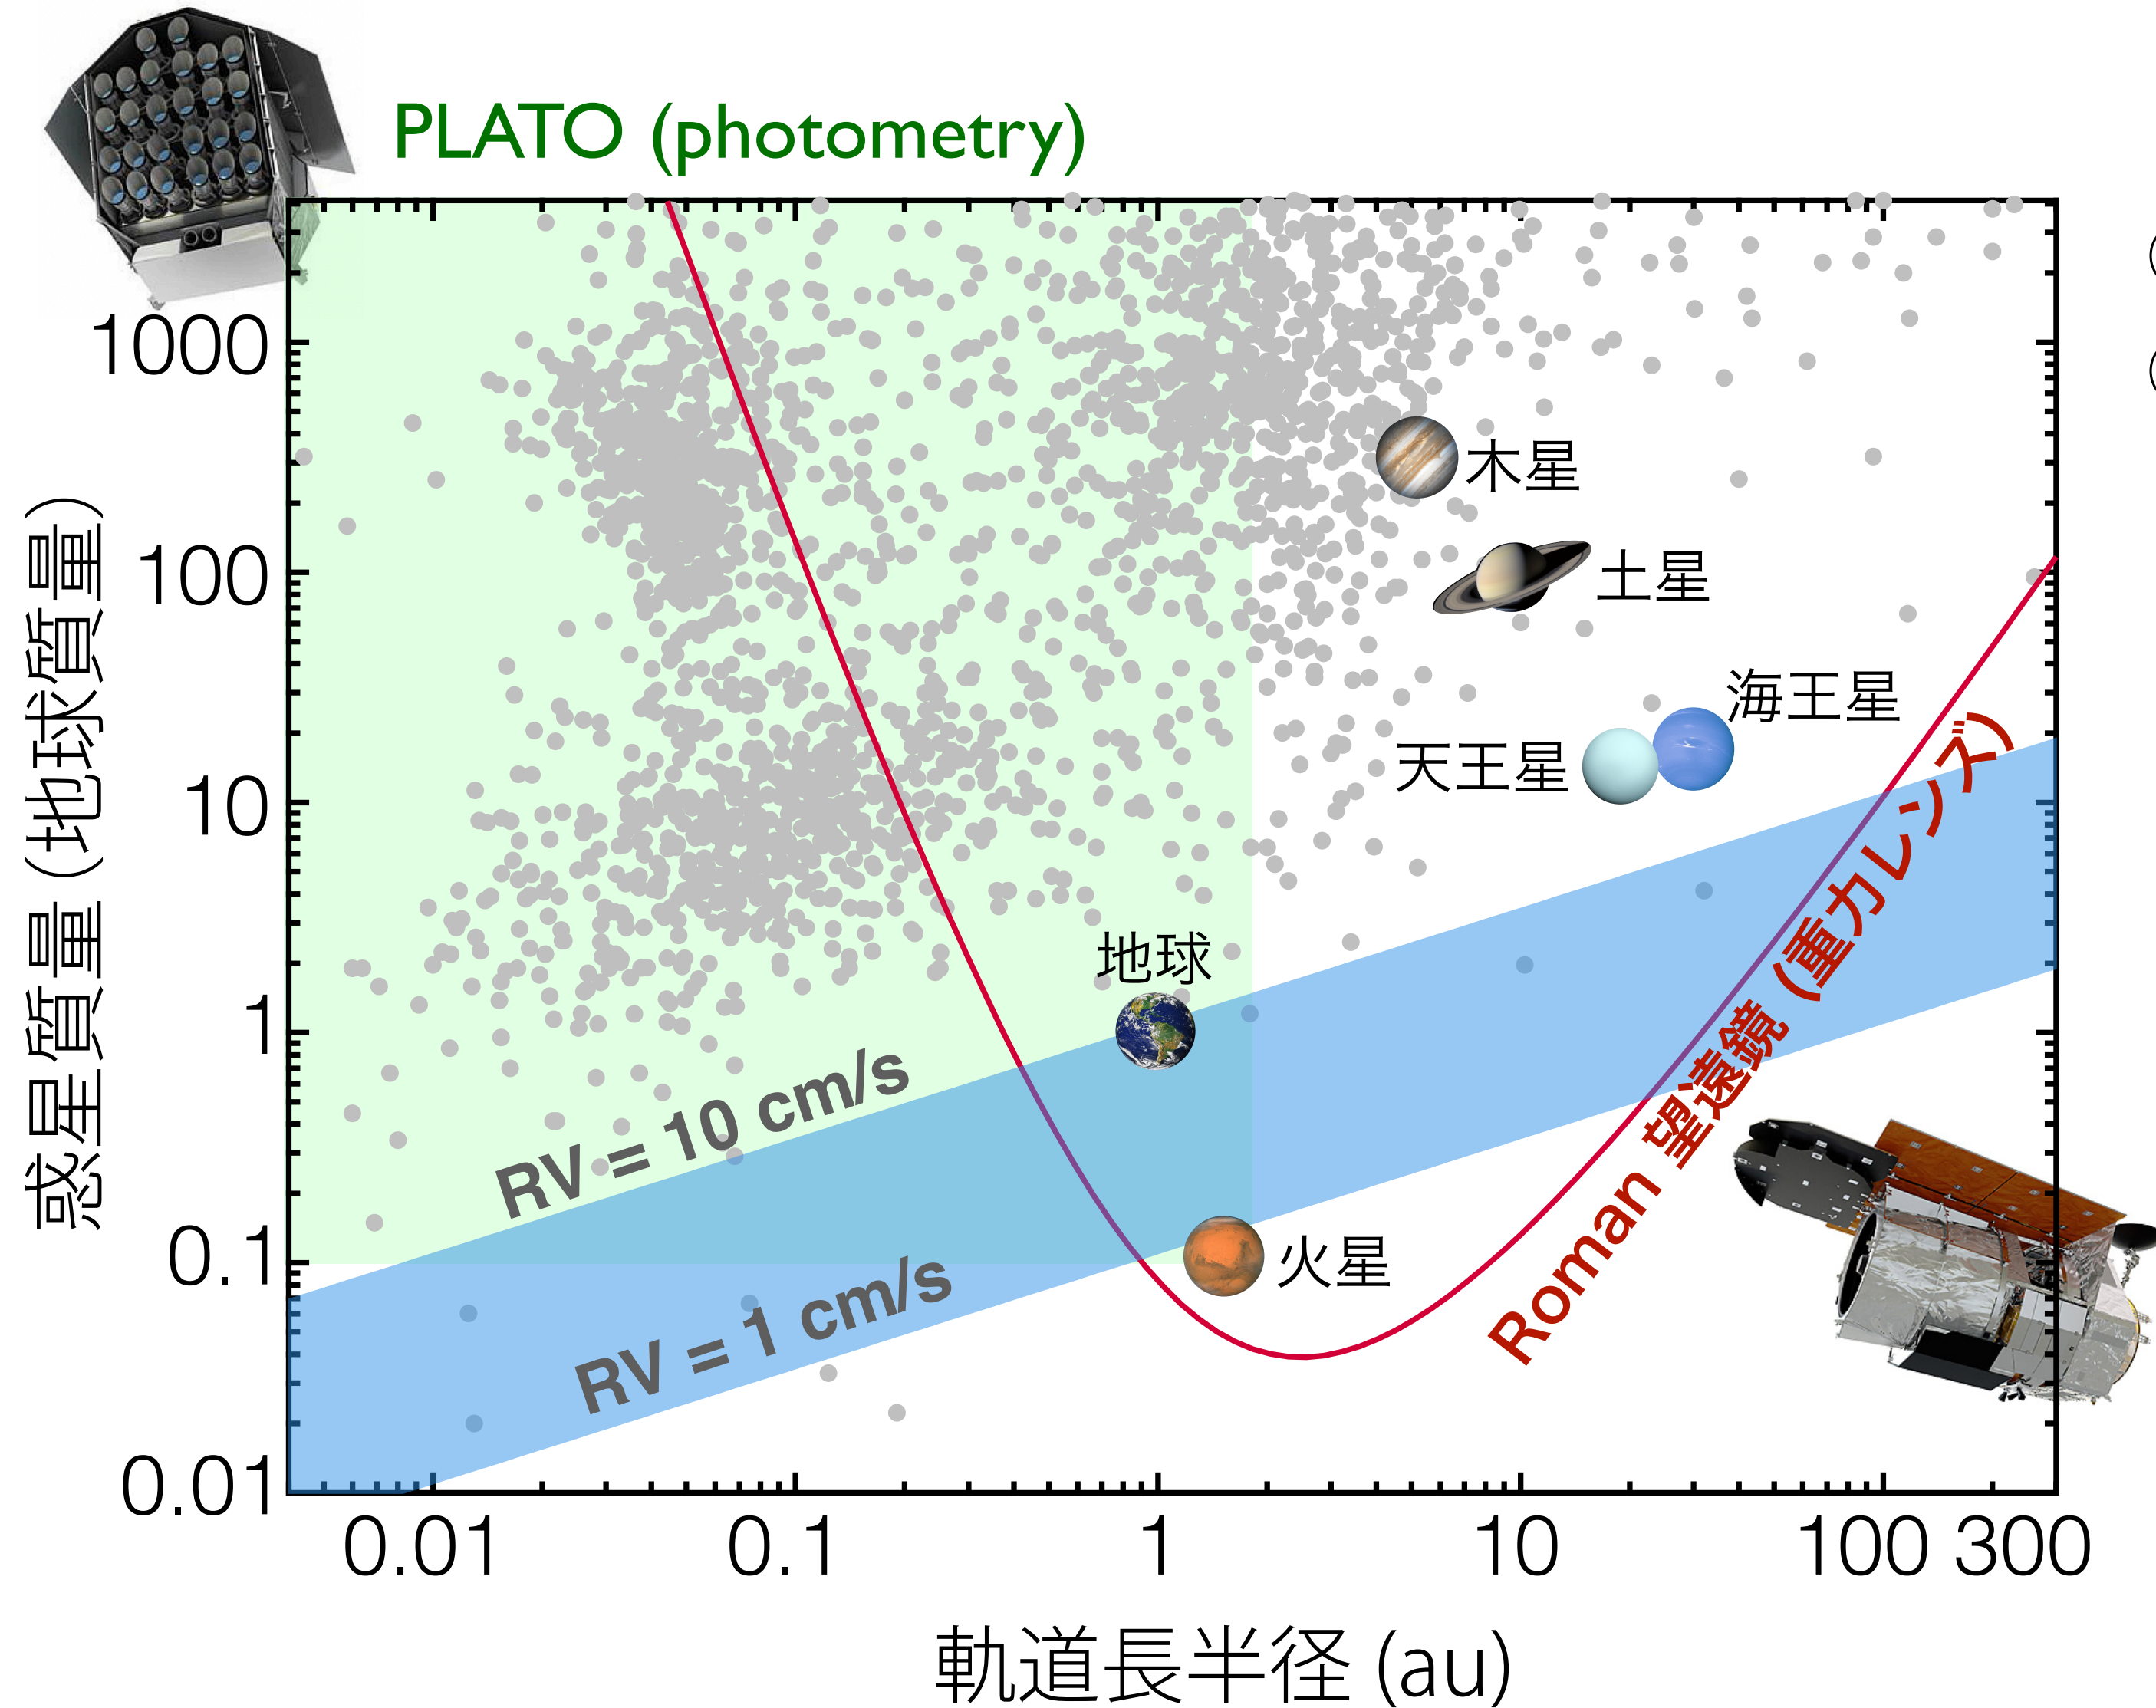 PLATO (photometry)
惑星質量 (地球質量)
1000
100
10
1
0.1
0.01
木星
土星
海王星
天王星
地球
火星
RV = 10 cm/s
RV = 1 cm/s
Roman 望遠鏡 (重力レンズ)
0.01
0.1
1
10
100
300
軌道長半径 (au)